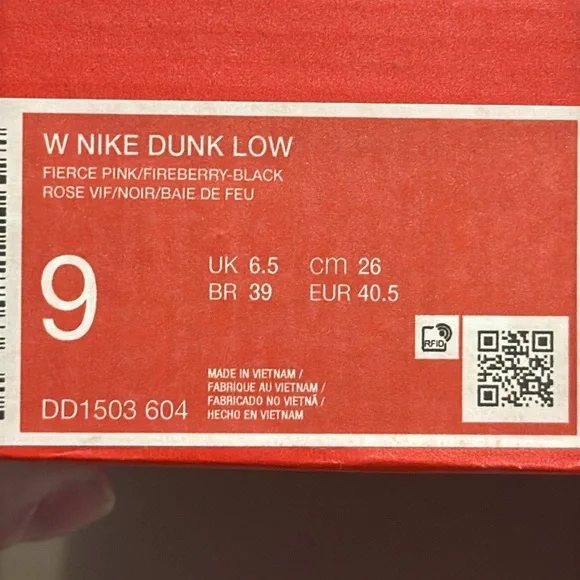 W NIKE DUNK LOW
FIERCE PINK/FIREBERRY-BLACK
ROSE VIF/NOIR/BAIE DE FEU
9
UK 6.5 cm 26
BR 39 EUR 40.5
RFID
MADE IN VIETNAM /
FABRIQUE AU VIETNAM /
FABRICADO NO VIETNÃ /
HECHO EN VIETNAM
DD1503 604